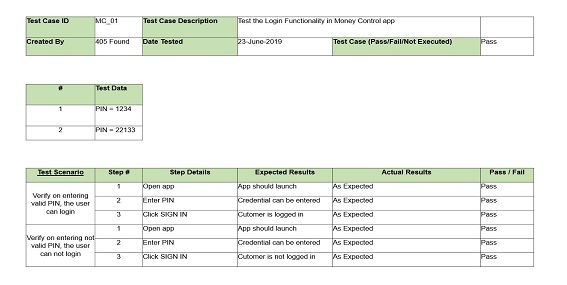 Test Case ID MC_01 Test Case Description Test the Login Functionality in Money Control app
Created By 405 Found Date Tested 23-June-2019 Test Case (Pass/Fail/Not Executed) Pass
# Test Data
1 PIN = 1234
2 PIN = 22133
Test Scenario Step # Step Details Expected Results Actual Results Pass / Fail
Verify on entering
valid PIN, the user
can login
1 Open app App should launch As Expected Pass
2 Enter PIN Credential can be entered As Expected Pass
3 Click SIGN IN Cutomer is logged in As Expected Pass
Verify on entering not
valid PIN, the user
can not login
1 Open app App should launch As Expected Pass
2 Enter PIN Credential can be entered As Expected Pass
3 Click SIGN IN Cutomer is not logged in As Expected Pass